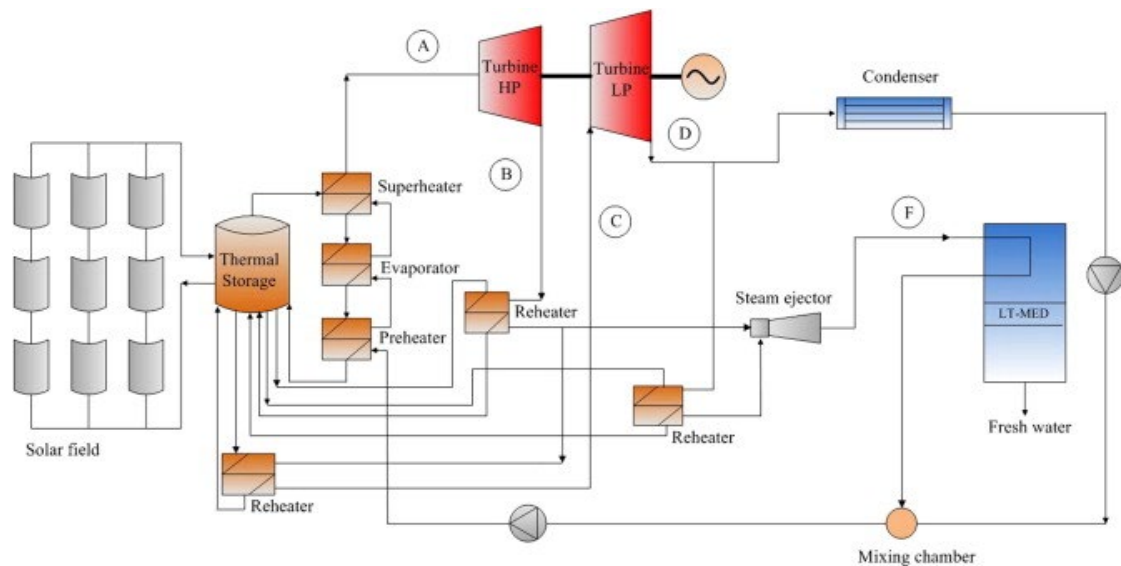 A
Turbine
HP
Turbine
LP
Condenser
D
B
Superheater
C
F
Thermal
Storage
Evaporator
Steam ejector
Reheater
Preheater
LT-MED
Solar field
Reheater
Fresh water
Reheater
Mixing chamber